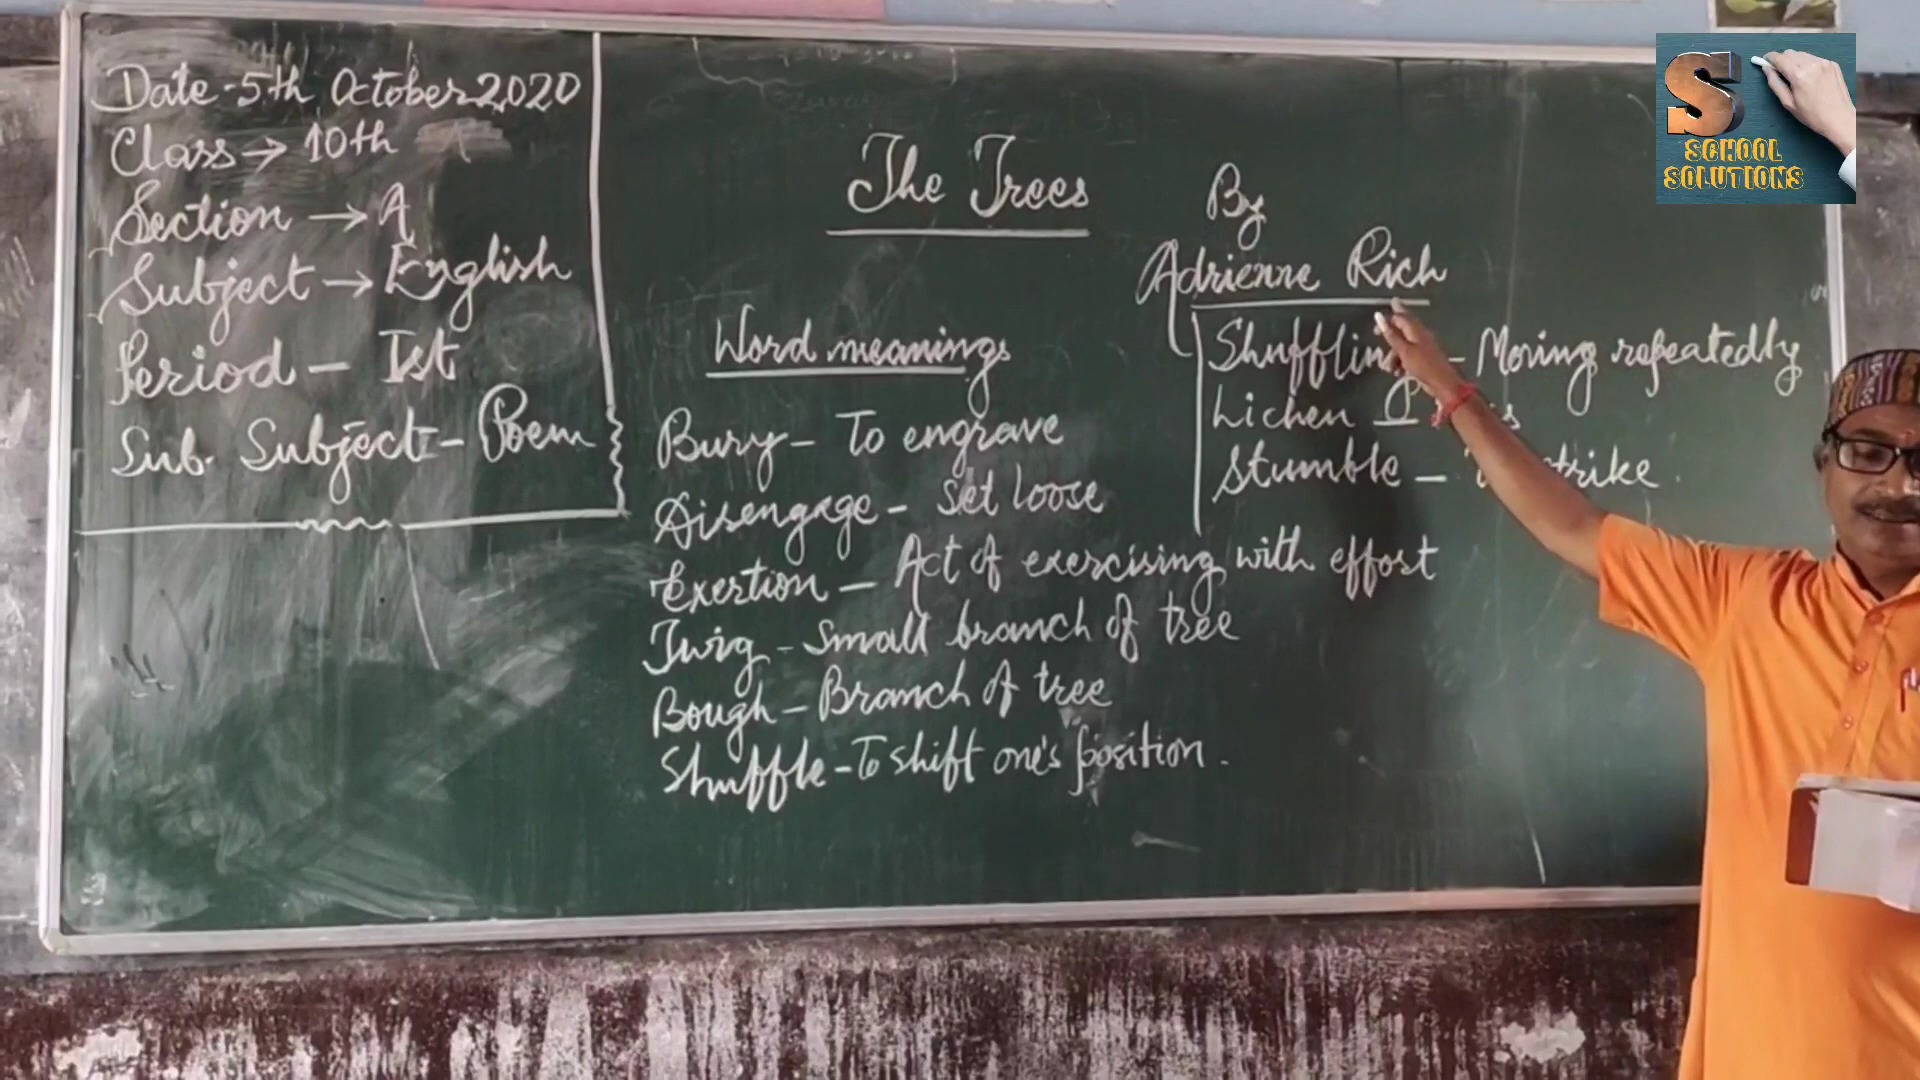 Date - 5th October 2020
Class → 10th A
Section → A
Subject → English
Period - Ist
Sub. Subject - Poem
The Trees
By
Adrienne Rich
Word meanings
Bury - To engrave
Disengage - Set loose
Exertion - Act of exercising with effort
Twig - Small branch of tree
Bough - Branch of tree
Shuffle - To shift one's position.
Shuffling - Moving repeatedly
Lichen
Stumble - strike.
SCHOOL
SOLUTIONS